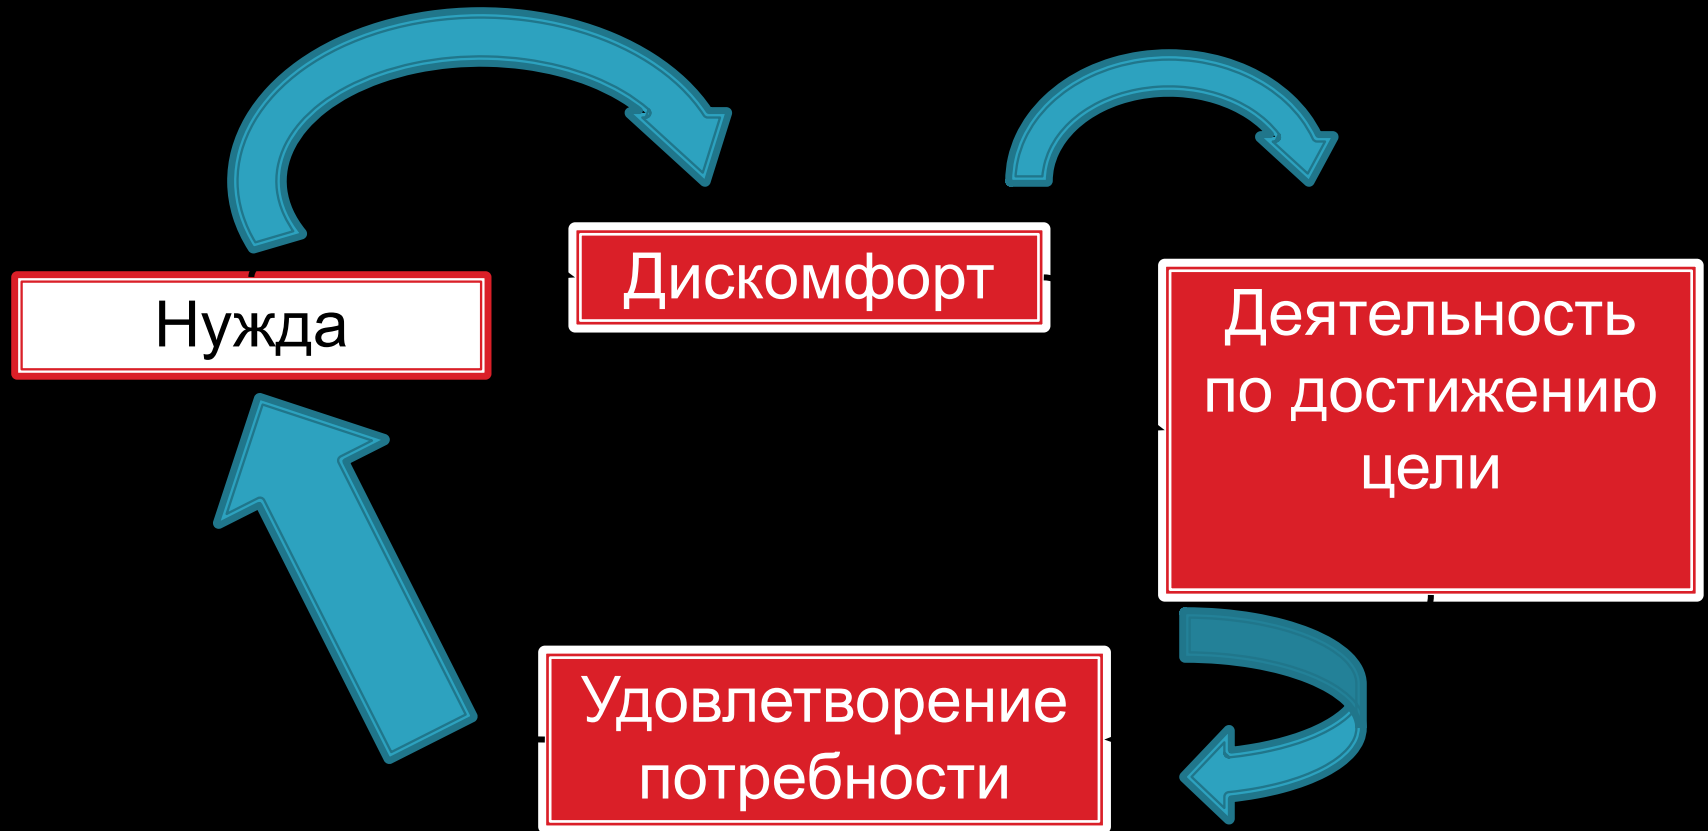 Дискомфорт
Нужда
Деятельность
по достижению
цели
Удовлетворение
потребности